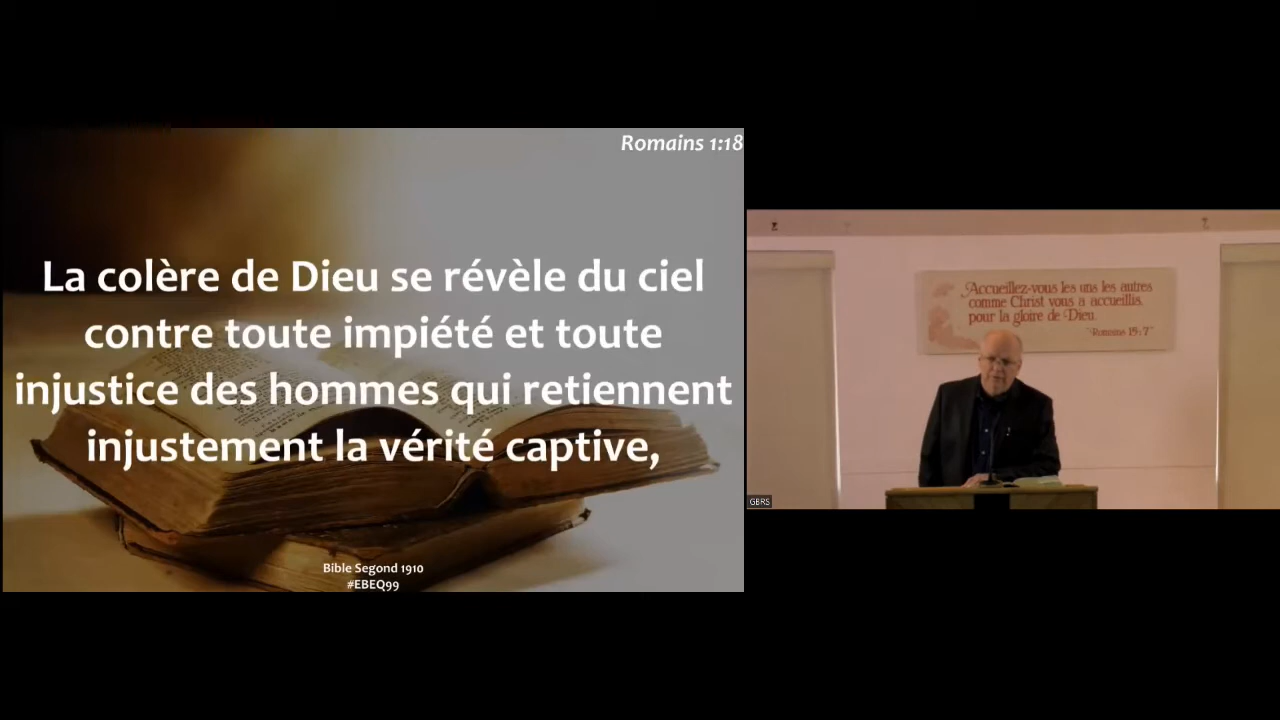 Romains 1:18
La colère de Dieu se révèle du ciel
contre toute impiété et toute
injustice des hommes qui retiennent
injustement la vérité captive,
Bible Segond 1910
#EBEQ99
Accueillez-vous les uns les autres
comme Christ vous a accueillis,
pour la gloire de Dieu.
"Romains 15:7"
GBRS